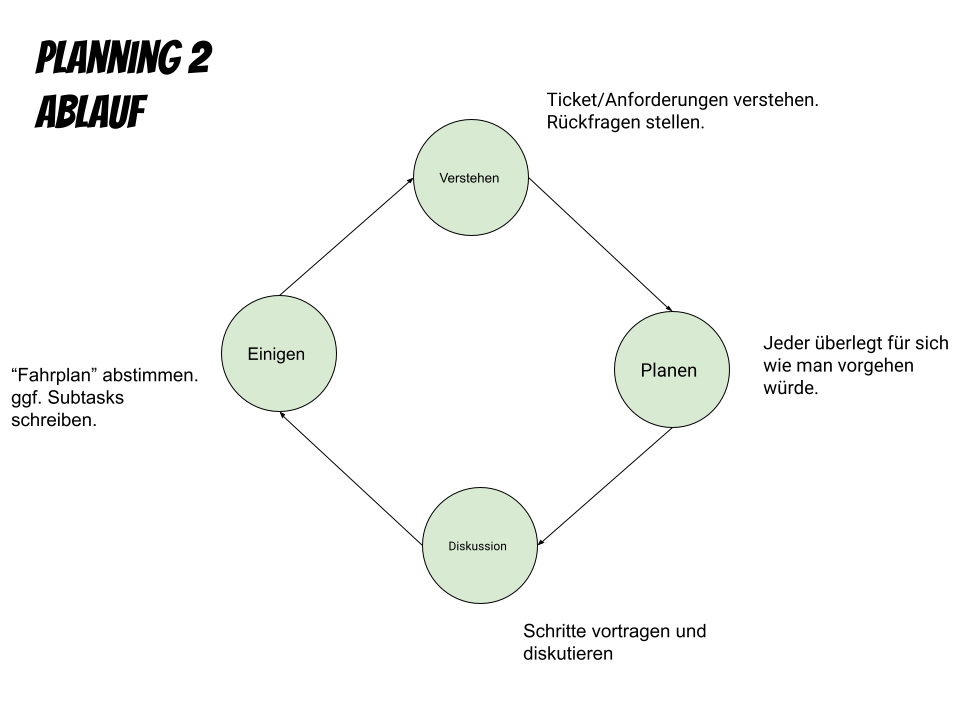 PLANNING 2
ABLAUF
Ticket/Anforderungen verstehen.
Rückfragen stellen.
Verstehen
Einigen
Planen
Jeder überlegt für sich
wie man vorgehen
würde.
“Fahrplan” abstimmen.
ggf. Subtasks
schreiben.
Diskussion
Schritte vortragen und
diskutieren